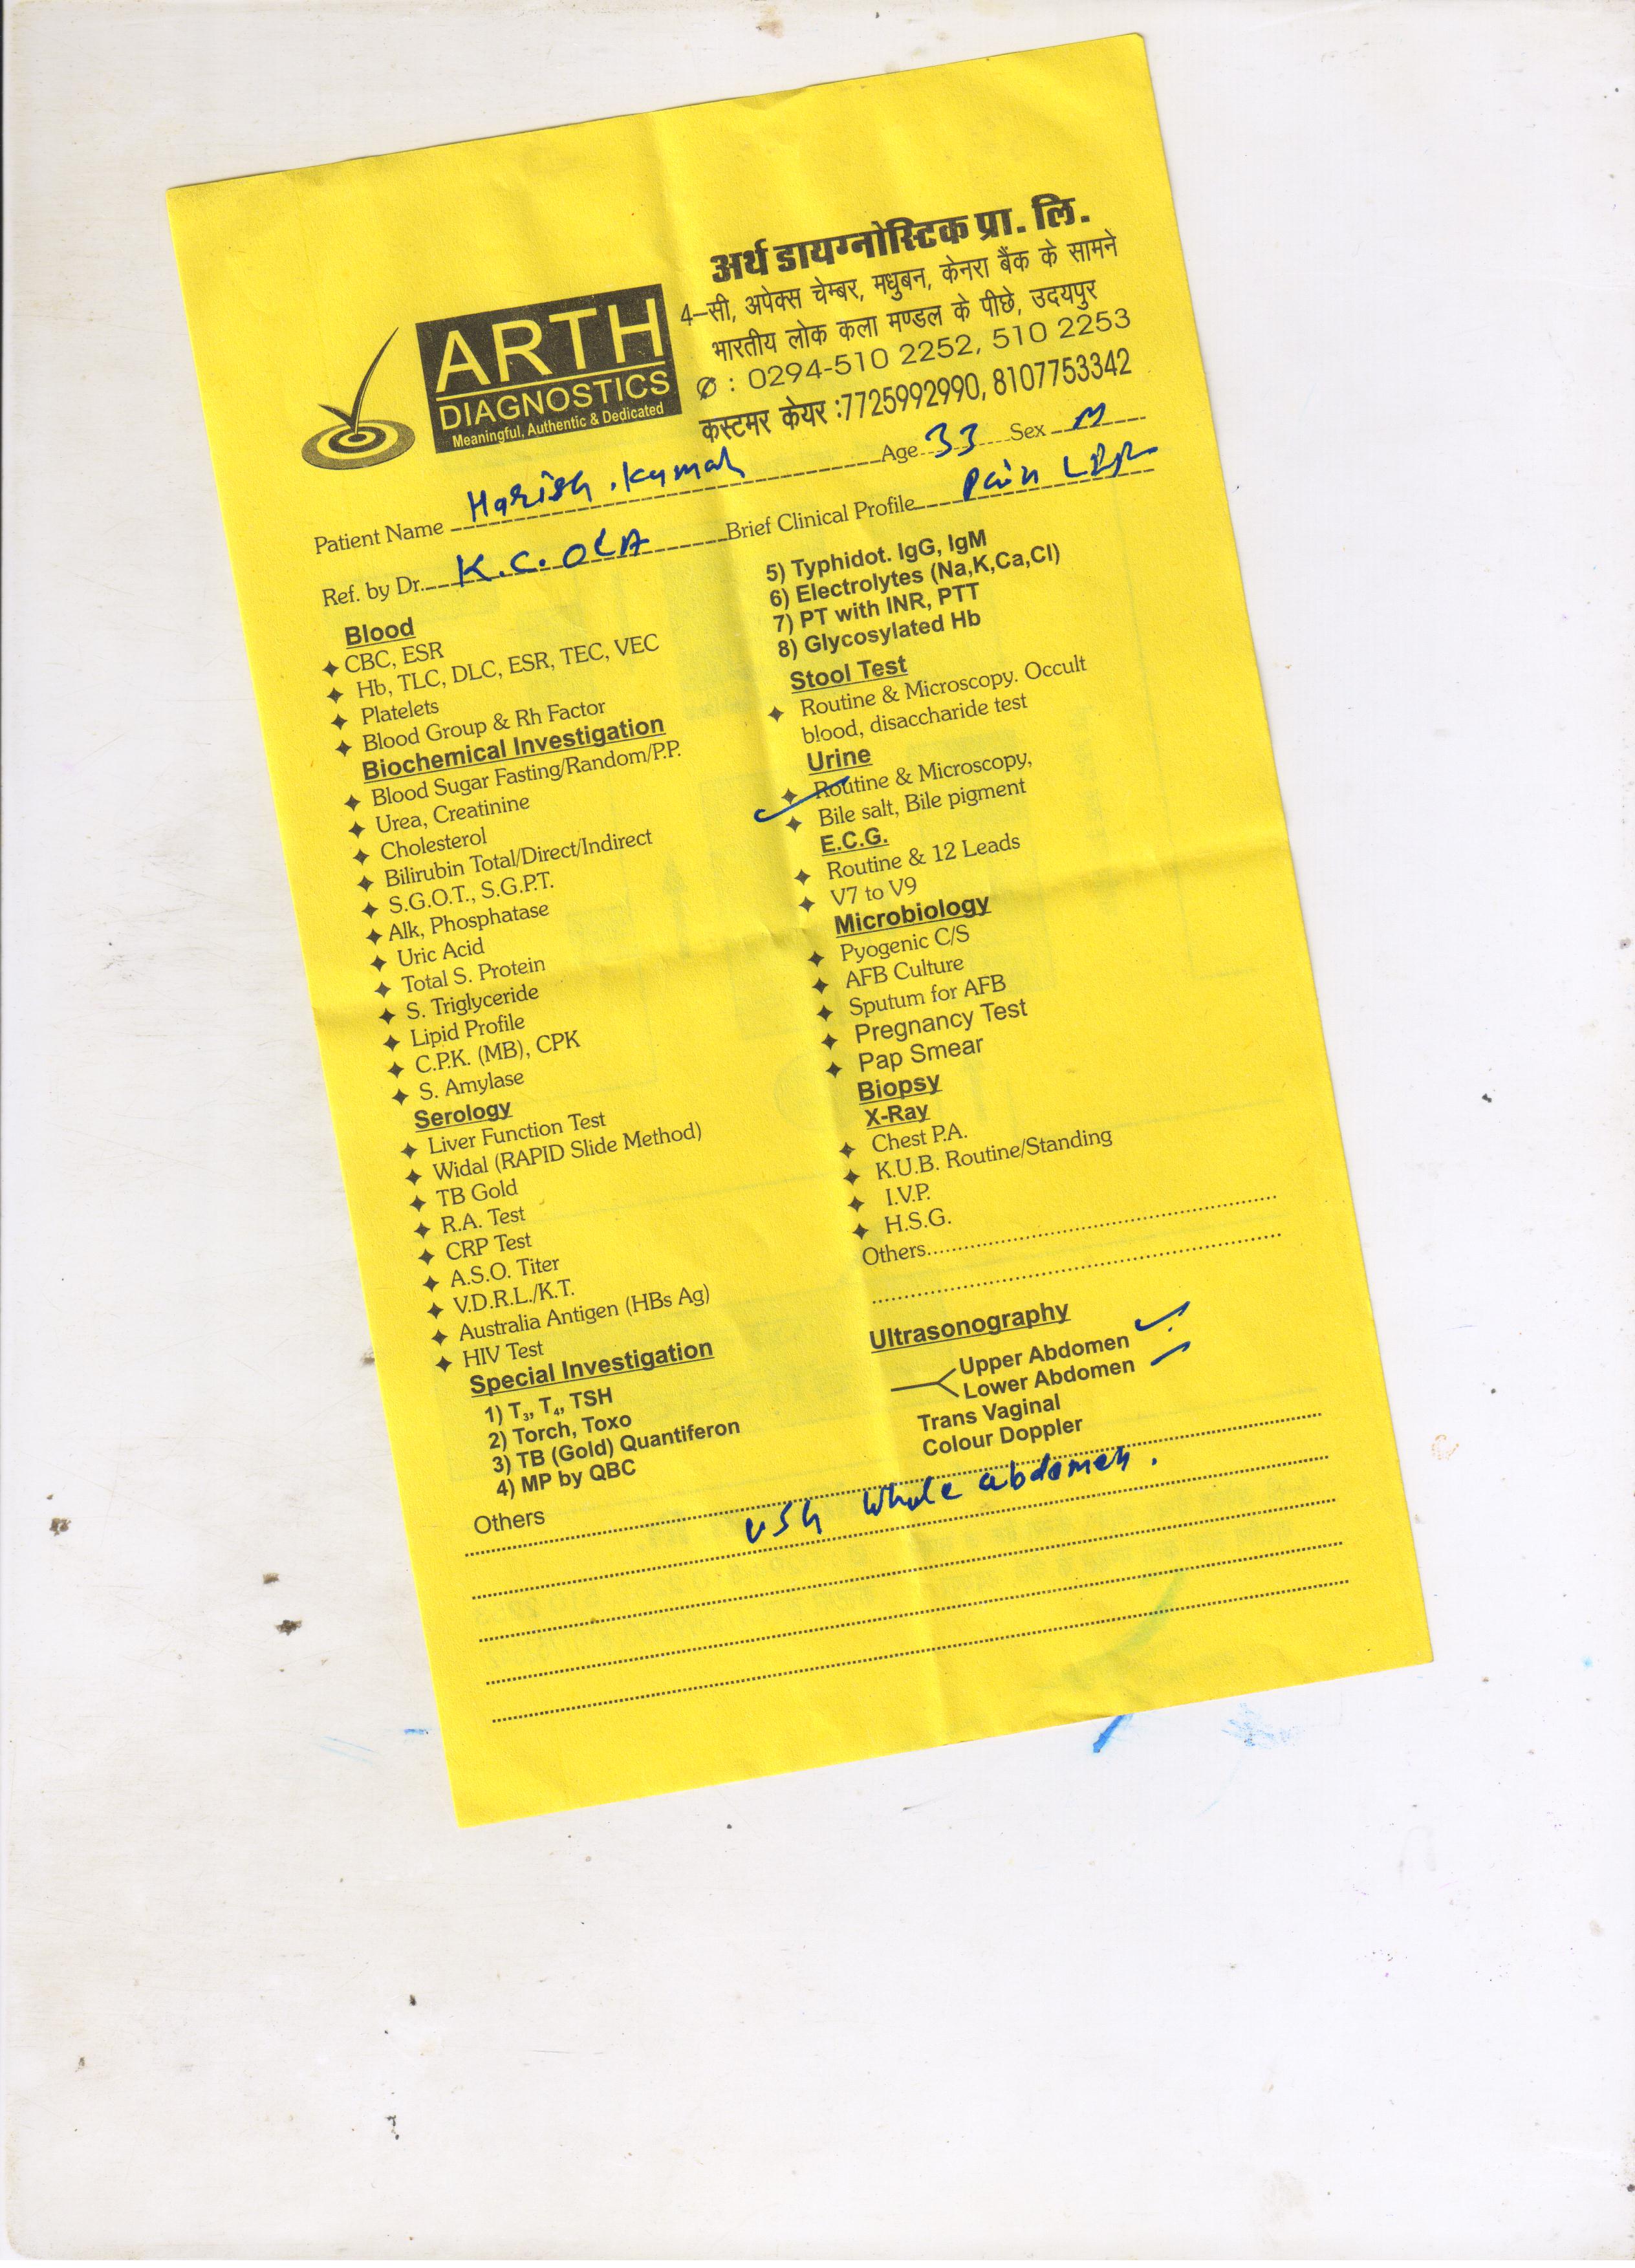 अर्थ डायग्नोस्टिक प्रा. लि.
4–सी, अपेक्स चेम्बर, मधुबन, केनरा बैंक के सामने
भारतीय लोक कला मण्डल के पीछे, उदयपुर
: 0294-510 2252, 510 2253
कस्टमर केयर :7725992990, 8107753342
ARTH
DIAGNOSTICS
Meaningful, Authentic & Dedicated
Patient Name Harish Kumar Age 33 Sex M
Ref. by Dr. K.C. OLA Brief Clinical Profile Pain
Blood
CBC, ESR
Hb, TLC, DLC, ESR, TEC, VEC
Platelets
Blood Group & Rh Factor
Biochemical Investigation
Blood Sugar Fasting/Random/P.P.
Urea, Creatinine
Cholesterol
Bilirubin Total/Direct/Indirect
S.G.O.T., S.G.P.T.
Alk, Phosphatase
Uric Acid
Total S. Protein
S. Triglyceride
Lipid Profile
C.P.K. (MB), CPK
S. Amylase
Serology
Liver Function Test
Widal (RAPID Slide Method)
TB Gold
R.A. Test
CRP Test
A.S.O. Titer
V.D.R.L./K.T.
Australia Antigen (HBs Ag)
HIV Test
Special Investigation
1) T₃, T₄, TSH
2) Torch, Toxo
3) TB (Gold) Quantiferon
4) MP by QBC
5) Typhidot. IgG, IgM
6) Electrolytes (Na,K,Ca,Cl)
7) PT with INR, PTT
8) Glycosylated Hb
Stool Test
Routine & Microscopy. Occult
blood, disaccharide test
Urine
Routine & Microscopy,
Bile salt, Bile pigment
E.C.G.
Routine & 12 Leads
V7 to V9
Microbiology
Pyogenic C/S
AFB Culture
Sputum for AFB
Pregnancy Test
Pap Smear
Biopsy
X-Ray
Chest P.A.
K.U.B. Routine/Standing
I.V.P.
H.S.G.
Others
Ultrasonography
Upper Abdomen
Lower Abdomen
Trans Vaginal
Colour Doppler
Others
USG Whole abdomen.